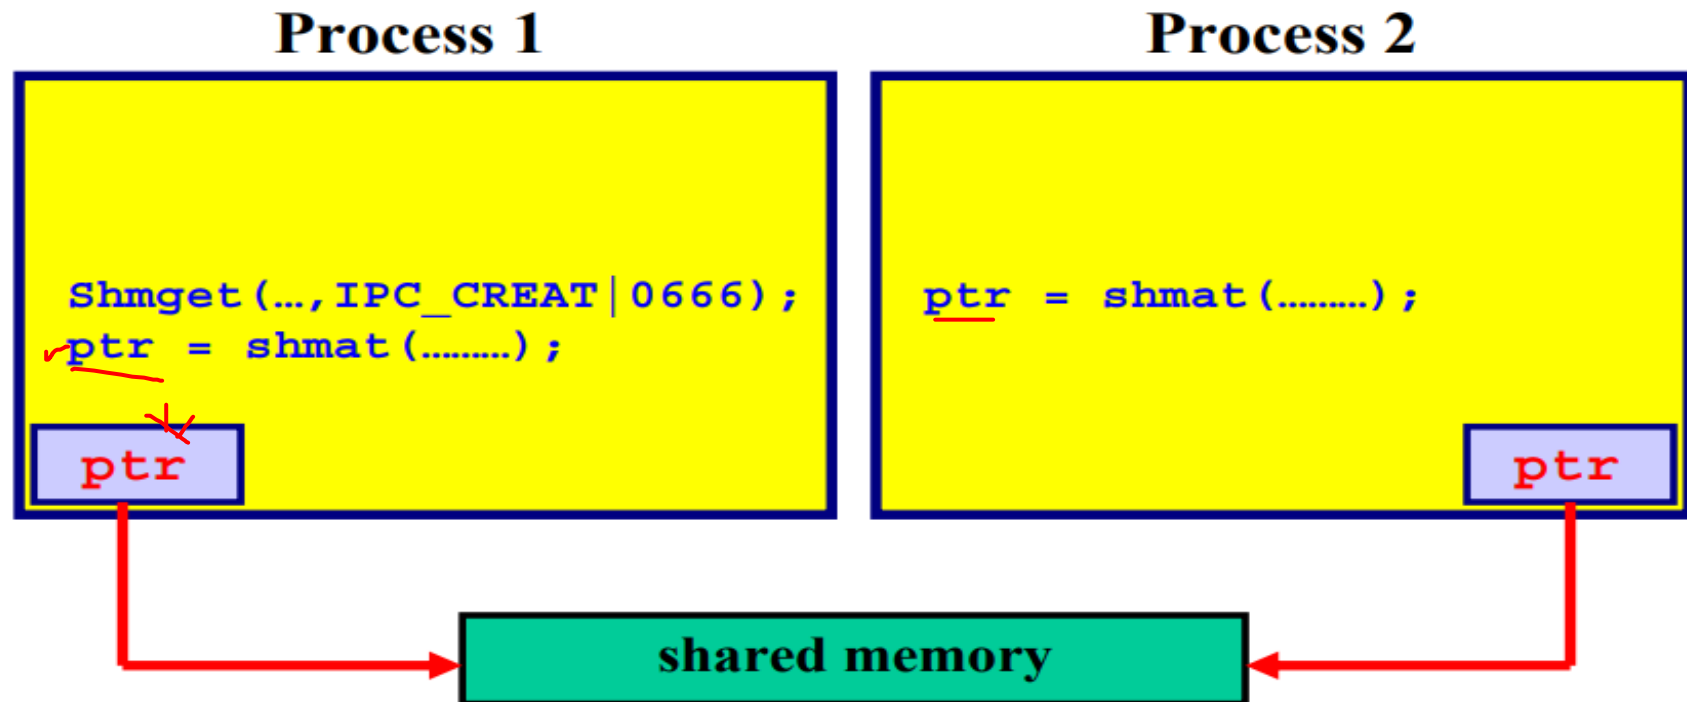 Process 1
Shmget(…,IPC_CREAT|0666);
ptr = shmat(………);
ptr
Process 2
ptr = shmat(………);
ptr
shared memory